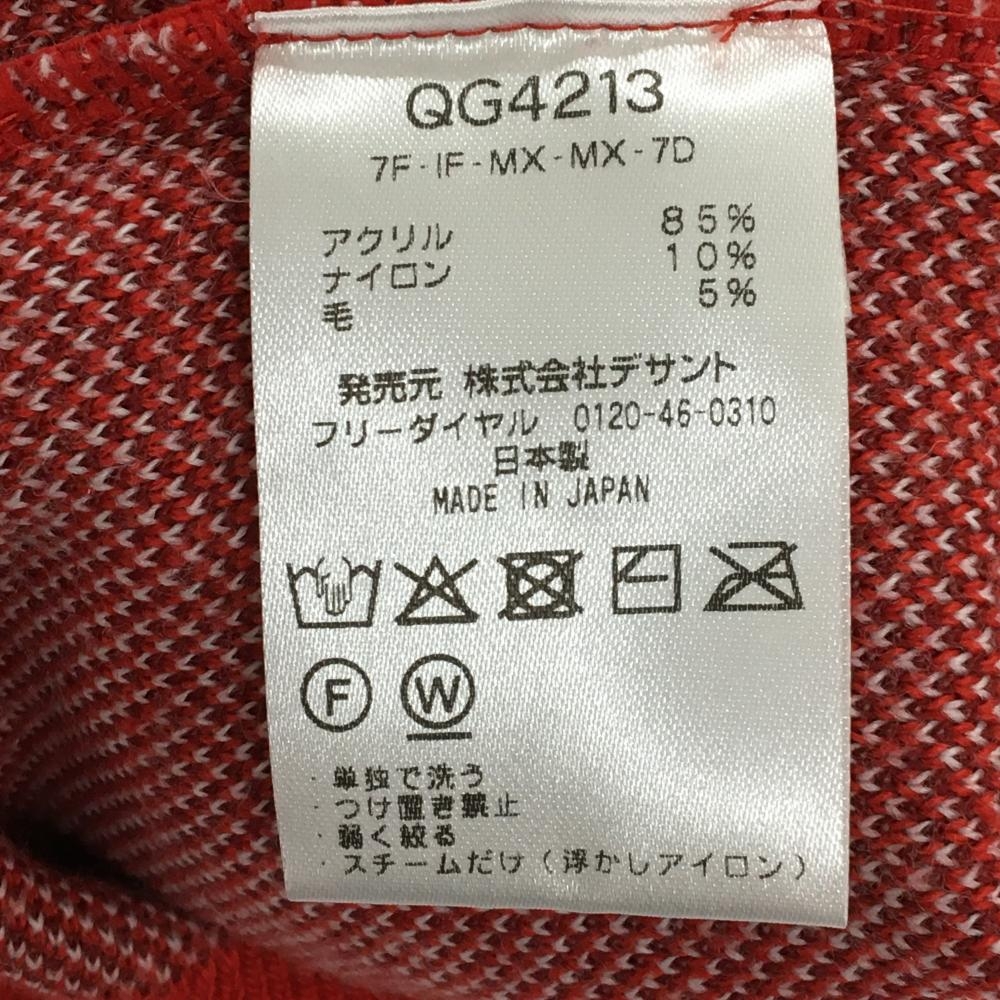 QG4213
7F-IF-MX-MX-7D
アクリル 85%
ナイロン 10%
毛 5%
発売元 株式会社デサント
フリーダイヤル 0120-46-0310
日本製
MADE IN JAPAN
F W
・単独で洗う
・つけ置き禁止
・弱く絞る
・スチームだけ(浮かしアイロン)